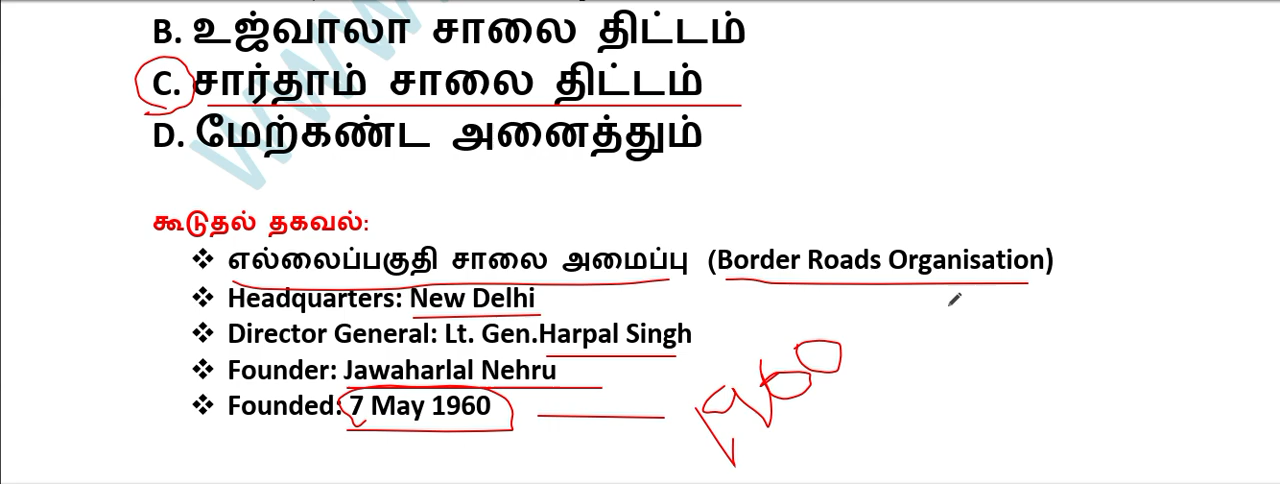 B. உஜ்வாலா சாலை திட்டம்
C. சார்தாம் சாலை திட்டம்
D. மேற்கண்ட அனைத்தும்
கூடுதல் தகவல்:
❖ எல்லைப்பகுதி சாலை அமைப்பு (Border Roads Organisation)
❖ Headquarters: New Delhi
❖ Director General: Lt. Gen.Harpal Singh
❖ Founder: Jawaharlal Nehru
❖ Founded: 7 May 1960
1960